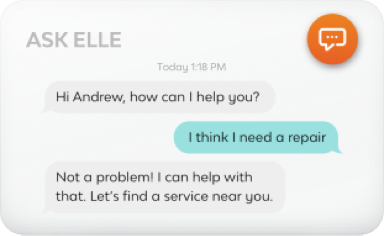 ASK ELLE
Today 1:18 PM
Hi Andrew, how can I help you?
I think I need a repair
Not a problem! I can help with
that. Let's find a service near you.